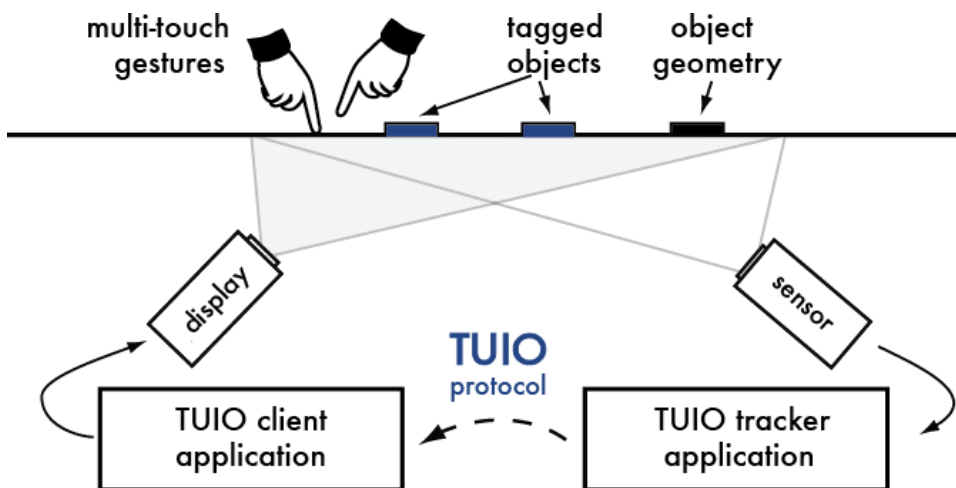 multi-touch
gestures
tagged
objects
object
geometry
display
sensor
TUIO
protocol
TUIO client
application
TUIO tracker
application